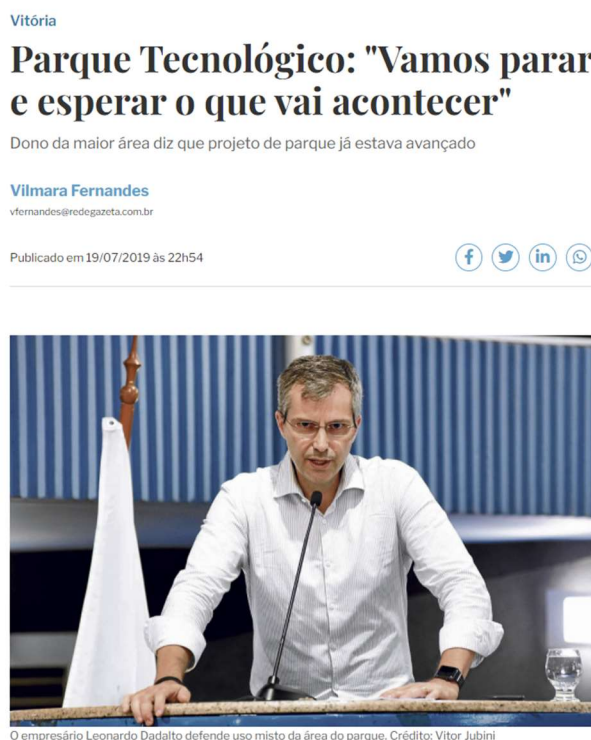 Vitória
Parque Tecnológico: "Vamos parar
e esperar o que vai acontecer"
Dono da maior área diz que projeto de parque já estava avançado
Vilmara Fernandes
vfernandes@redegazeta.com.br
Publicado em 19/07/2019 às 22h54
O empresário Leonardo Dadalto defende uso misto da área do parque. Crédito: Vitor Jubini